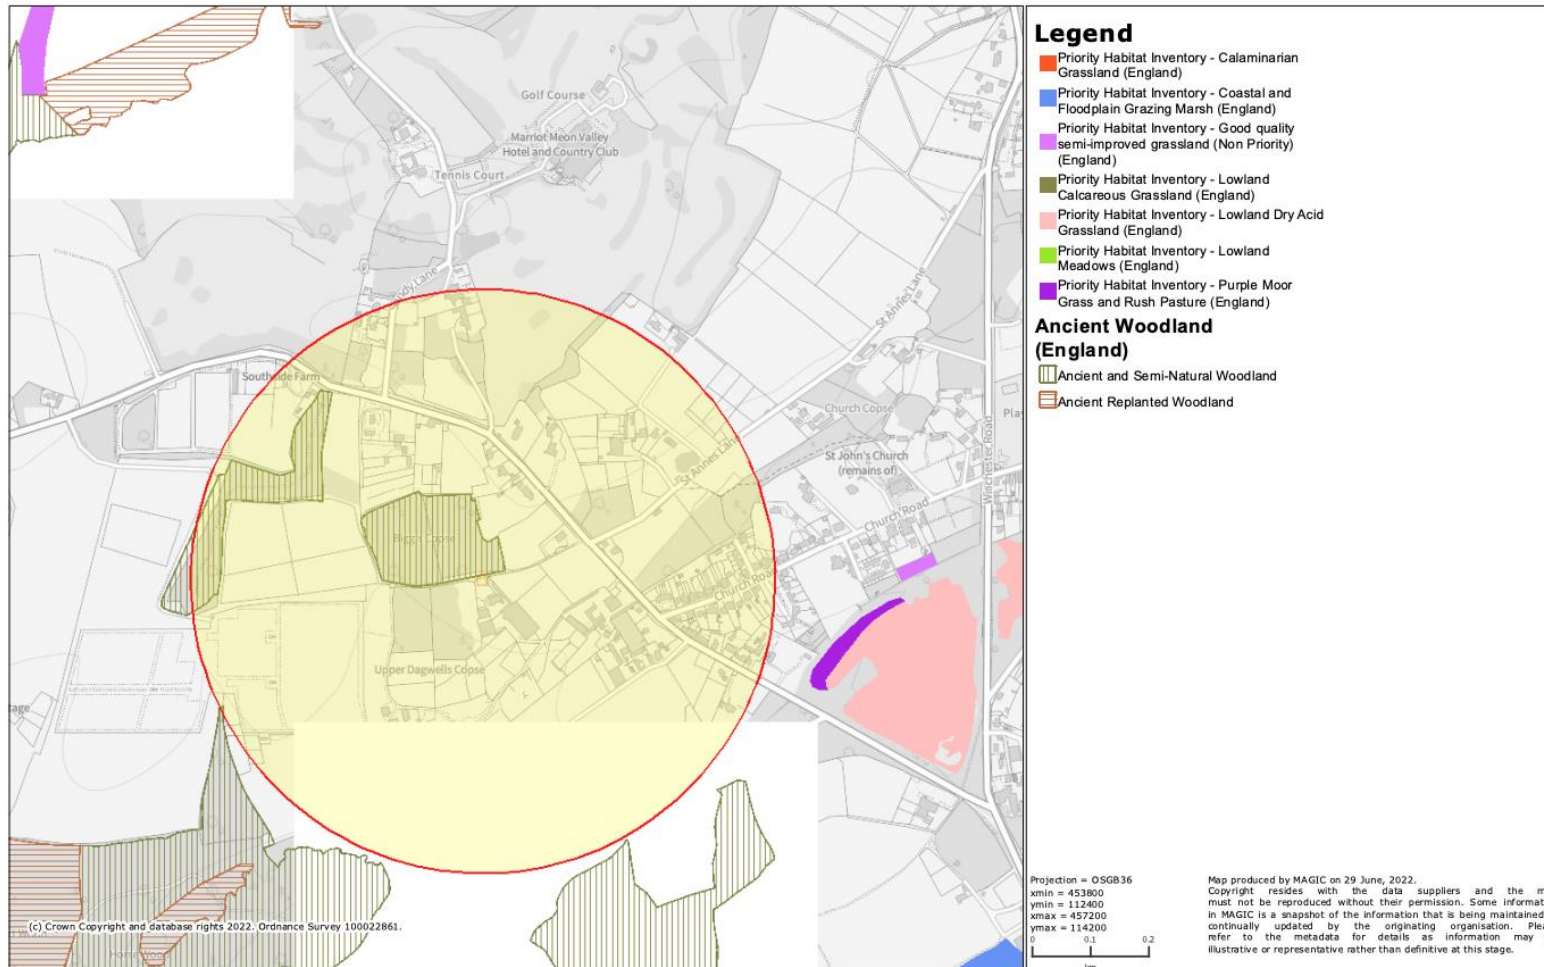 Golf Course
Marriot Meon Valley
Hotel and Country Club
Tennis Court
St Annes Lane
Southside Farm
Church Copse
St John's Church
(remains of)
Winchester Road
St Annes Lane
Church Road
Church Road
Upper Dagwells Copse
(c) Crown Copyright and database rights 2022. Ordnance Survey 100022861.
Legend
Priority Habitat Inventory - Calaminarian
Grassland (England)
Priority Habitat Inventory - Coastal and
Floodplain Grazing Marsh (England)
Priority Habitat Inventory - Good quality
semi-improved grassland (Non Priority)
(England)
Priority Habitat Inventory - Lowland
Calcareous Grassland (England)
Priority Habitat Inventory - Lowland Dry Acid
Grassland (England)
Priority Habitat Inventory - Lowland
Meadows (England)
Priority Habitat Inventory - Purple Moor
Grass and Rush Pasture (England)
Ancient Woodland
(England)
Ancient and Semi-Natural Woodland
Ancient Replanted Woodland
Projection = OSGB36
xmin = 453800
ymin = 112400
xmax = 457200
ymax = 114200
0 0.1 0.2
km
Map produced by MAGIC on 29 June, 2022.
Copyright resides with the data suppliers and the m
must not be reproduced without their permission. Some informat
in MAGIC is a snapshot of the information that is being maintained
continually updated by the originating organisation. Plea
refer to the metadata for details as information may
illustrative or representative rather than definitive at this stage.